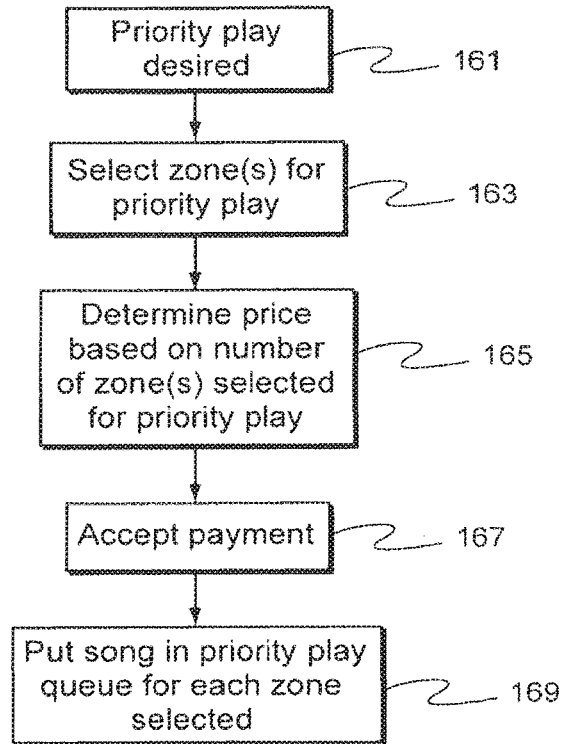 Priority play
desired
161
Select zone(s) for
priority play
163
Determine price
based on number
of zone(s) selected
for priority play
165
Accept payment
167
Put song in priority play
queue for each zone
selected
169